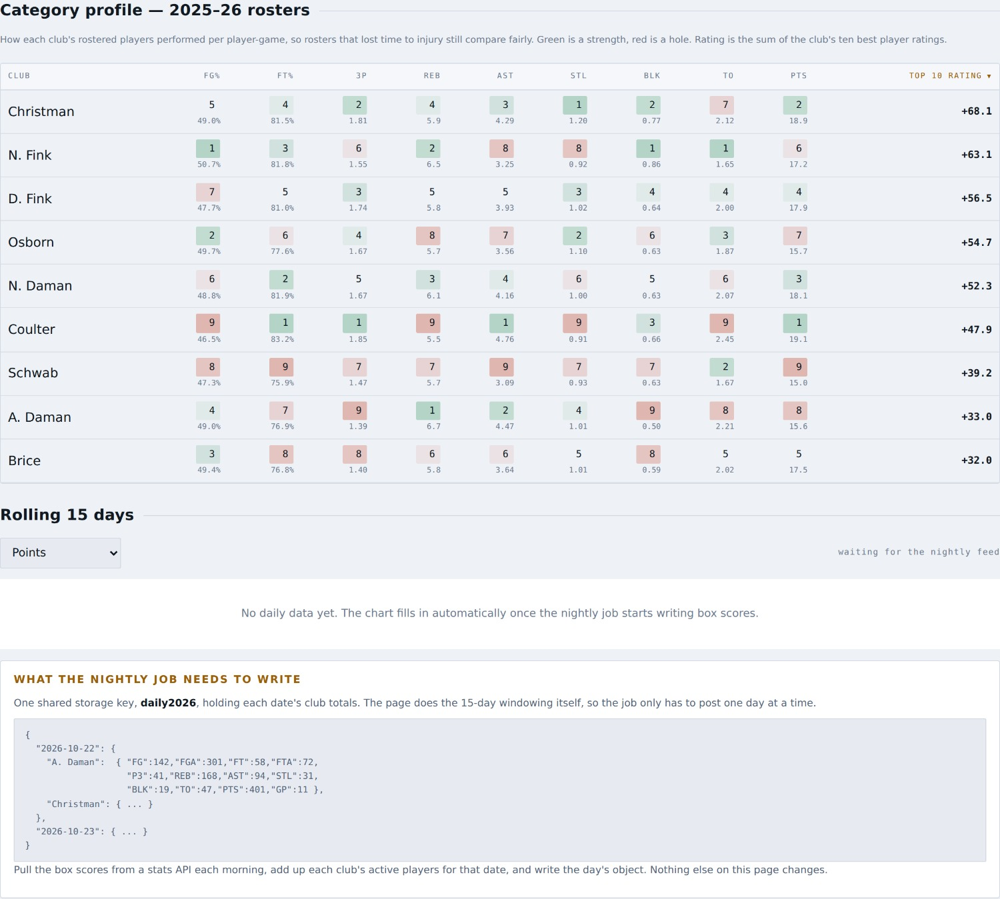 Category profile — 2025–26 rosters
How each club's rostered players performed per player-game, so rosters that lost time to injury still compare fairly. Green is a strength, red is a hole. Rating is the sum of the club's ten best player ratings.
CLUB FG% FT% 3P REB AST STL BLK TO PTS TOP 10 RATING ▼
Christman 5 4 2 4 3 1 2 7 2 +68.1
49.0% 81.5% 1.81 5.9 4.29 1.20 0.77 2.12 18.9
N. Fink 1 3 6 2 8 8 1 1 6 +63.1
50.7% 81.8% 1.55 6.5 3.25 0.92 0.86 1.65 17.2
D. Fink 7 5 3 5 5 3 4 4 4 +56.5
47.7% 81.0% 1.74 5.8 3.93 1.02 0.64 2.00 17.9
Osborn 2 6 4 8 7 2 6 3 7 +54.7
49.7% 77.6% 1.67 5.7 3.56 1.10 0.63 1.87 15.7
N. Daman 6 2 5 3 4 6 5 6 3 +52.3
48.8% 81.9% 1.67 6.1 4.16 1.00 0.63 2.07 18.1
Coulter 9 1 1 9 1 9 3 9 1 +47.9
46.5% 83.2% 1.85 5.5 4.76 0.91 0.66 2.45 19.1
Schwab 8 9 7 7 9 7 7 2 9 +39.2
47.3% 75.9% 1.47 5.7 3.09 0.93 0.63 1.67 15.0
A. Daman 4 7 9 1 2 4 9 8 8 +33.0
49.0% 76.9% 1.39 6.7 4.47 1.01 0.50 2.21 15.6
Brice 3 8 8 6 6 5 8 5 5 +32.0
49.4% 76.8% 1.40 5.8 3.64 1.01 0.59 2.02 17.5
Rolling 15 days
Points
waiting for the nightly feed
No daily data yet. The chart fills in automatically once the nightly job starts writing box scores.
WHAT THE NIGHTLY JOB NEEDS TO WRITE
One shared storage key, daily2026, holding each date's club totals. The page does the 15-day windowing itself, so the job only has to post one day at a time.
{
  "2026-10-22": {
    "A. Daman":  { "FG":142,"FGA":301,"FT":58,"FTA":72,
                   "P3":41,"REB":168,"AST":94,"STL":31,
                   "BLK":19,"TO":47,"PTS":401,"GP":11 },
    "Christman": { ... }
  },
  "2026-10-23": { ... }
}
Pull the box scores from a stats API each morning, add up each club's active players for that date, and write the day's object. Nothing else on this page changes.